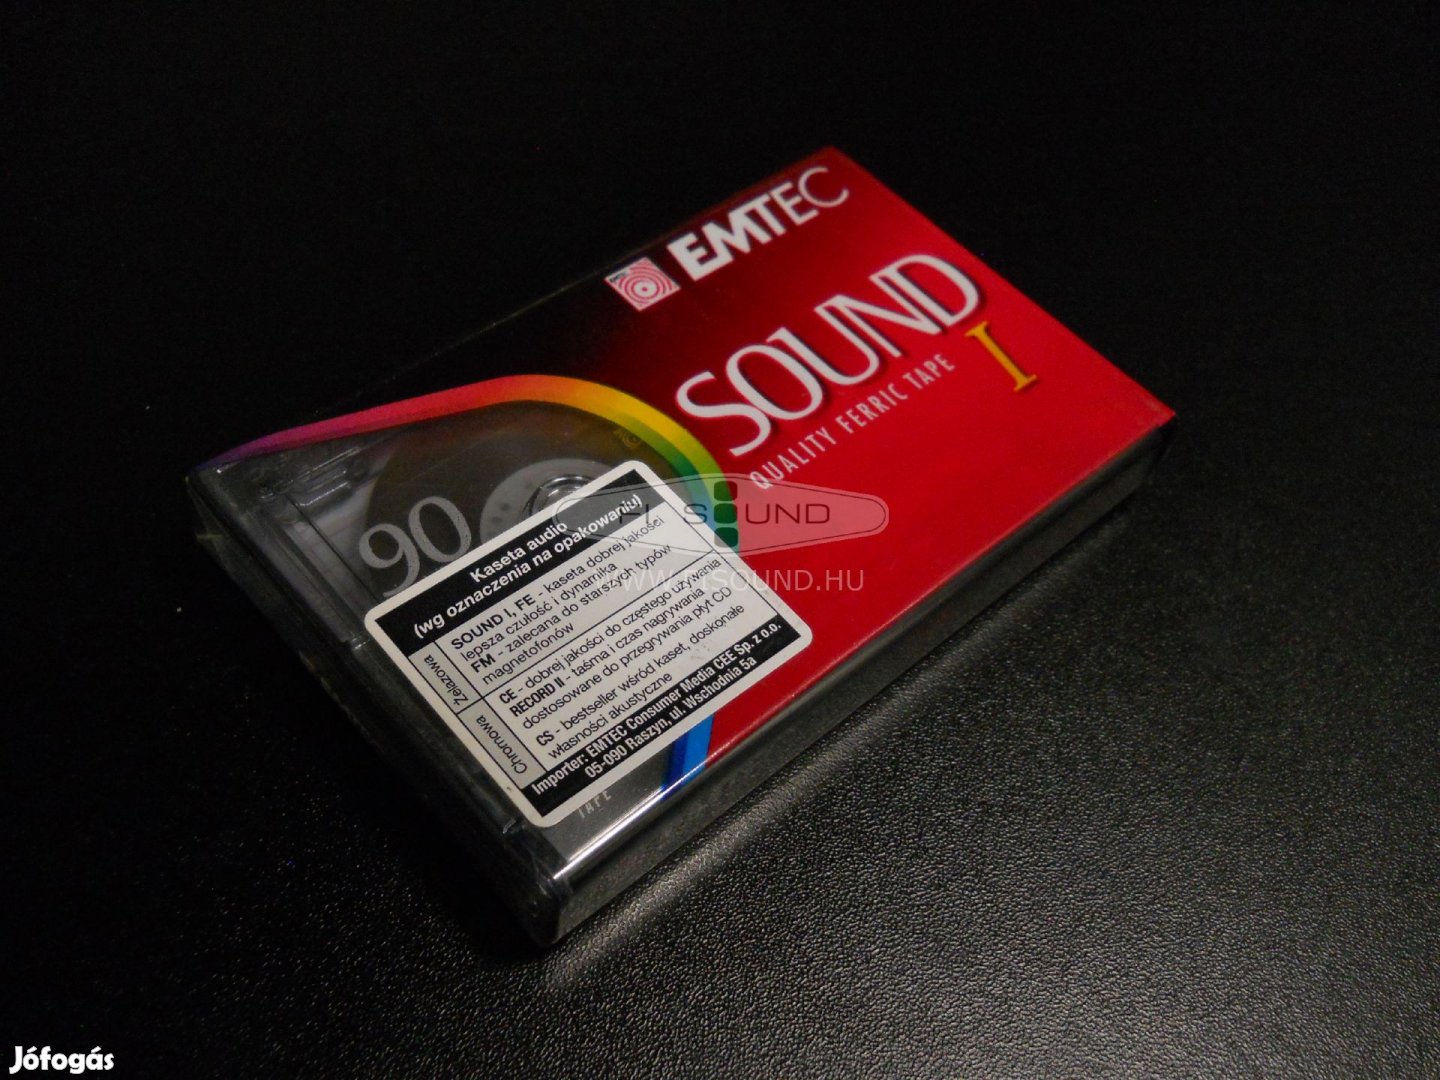 EMTEC
SOUND I
QUALITY FERRIC TAPE
90
Kaseta audio
(wg oznaczenia na opakowaniu)
Żelazowa
SOUND I, FE - kaseta dobrej jakości
lepsza czułość i dynamika
FM - zalecana do starszych typów
magnetofonów
Chromowa
CE - dobrej jakości do częstego używania
RECORD II - taśma i czas nagrywania
dostosowane do przegrywania płyt CD
CS - bestseller wśród kaset, doskonałe
własności akustyczne
Importer: EMTEC Consumer Media CEE Sp. z o.o.
05-090 Raszyn, ul. Wschodnia 5a
TAPE
FI SOUND
WWW.FISOUND.HU
Jófogás